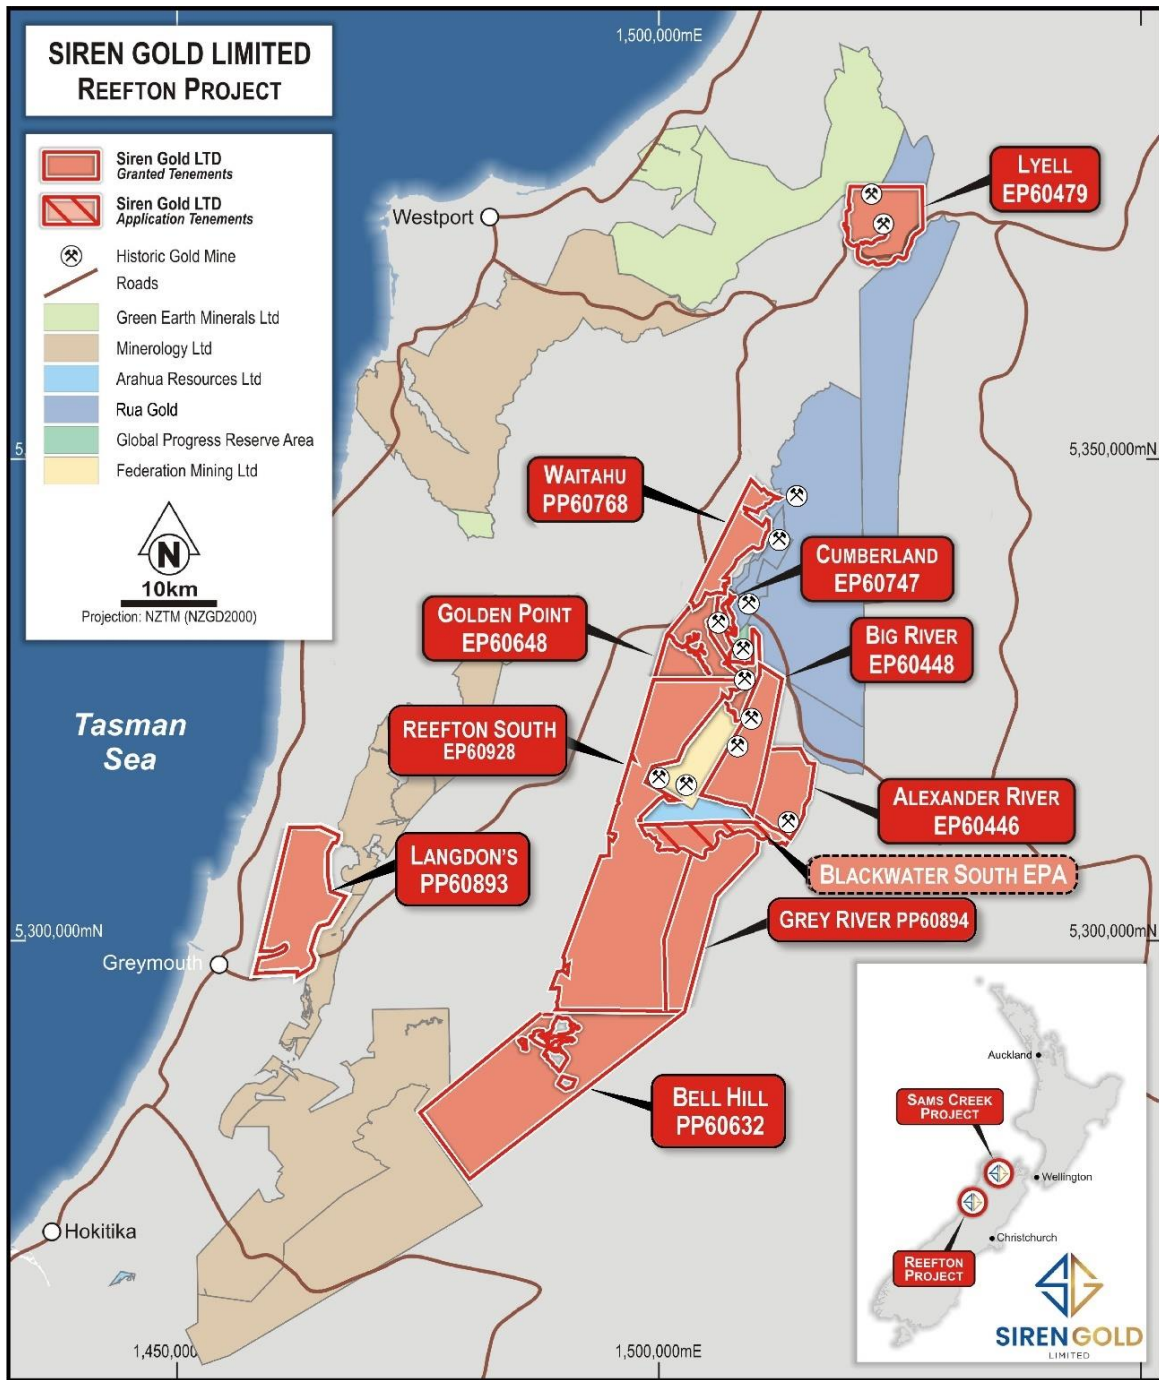 SIREN GOLD LIMITED
REEFTON PROJECT
Siren Gold LTD
Granted Tenements
Siren Gold LTD
Application Tenements
Historic Gold Mine
Roads
Green Earth Minerals Ltd
Minerology Ltd
Arahua Resources Ltd
Rua Gold
Global Progress Reserve Area
Federation Mining Ltd
N
10km
Projection: NZTM (NZGD2000)
1,500,000mE
Westport
LYELL
EP60479
5,350,000mN
WAITAHU
PP60768
CUMBERLAND
EP60747
GOLDEN POINT
EP60648
BIG RIVER
EP60448
Tasman
Sea
REEFTON SOUTH
EP60928
ALEXANDER RIVER
EP60446
LANGDON'S
PP60893
BLACKWATER SOUTH EPA
GREY RIVER PP60894
5,300,000mN
5,300,000mN
Greymouth
BELL HILL
PP60632
Hokitika
1,450,000
1,500,000mE
Auckland
SAMS CREEK
PROJECT
Wellington
Christchurch
REEFTON
PROJECT
SIREN GOLD
LIMITED